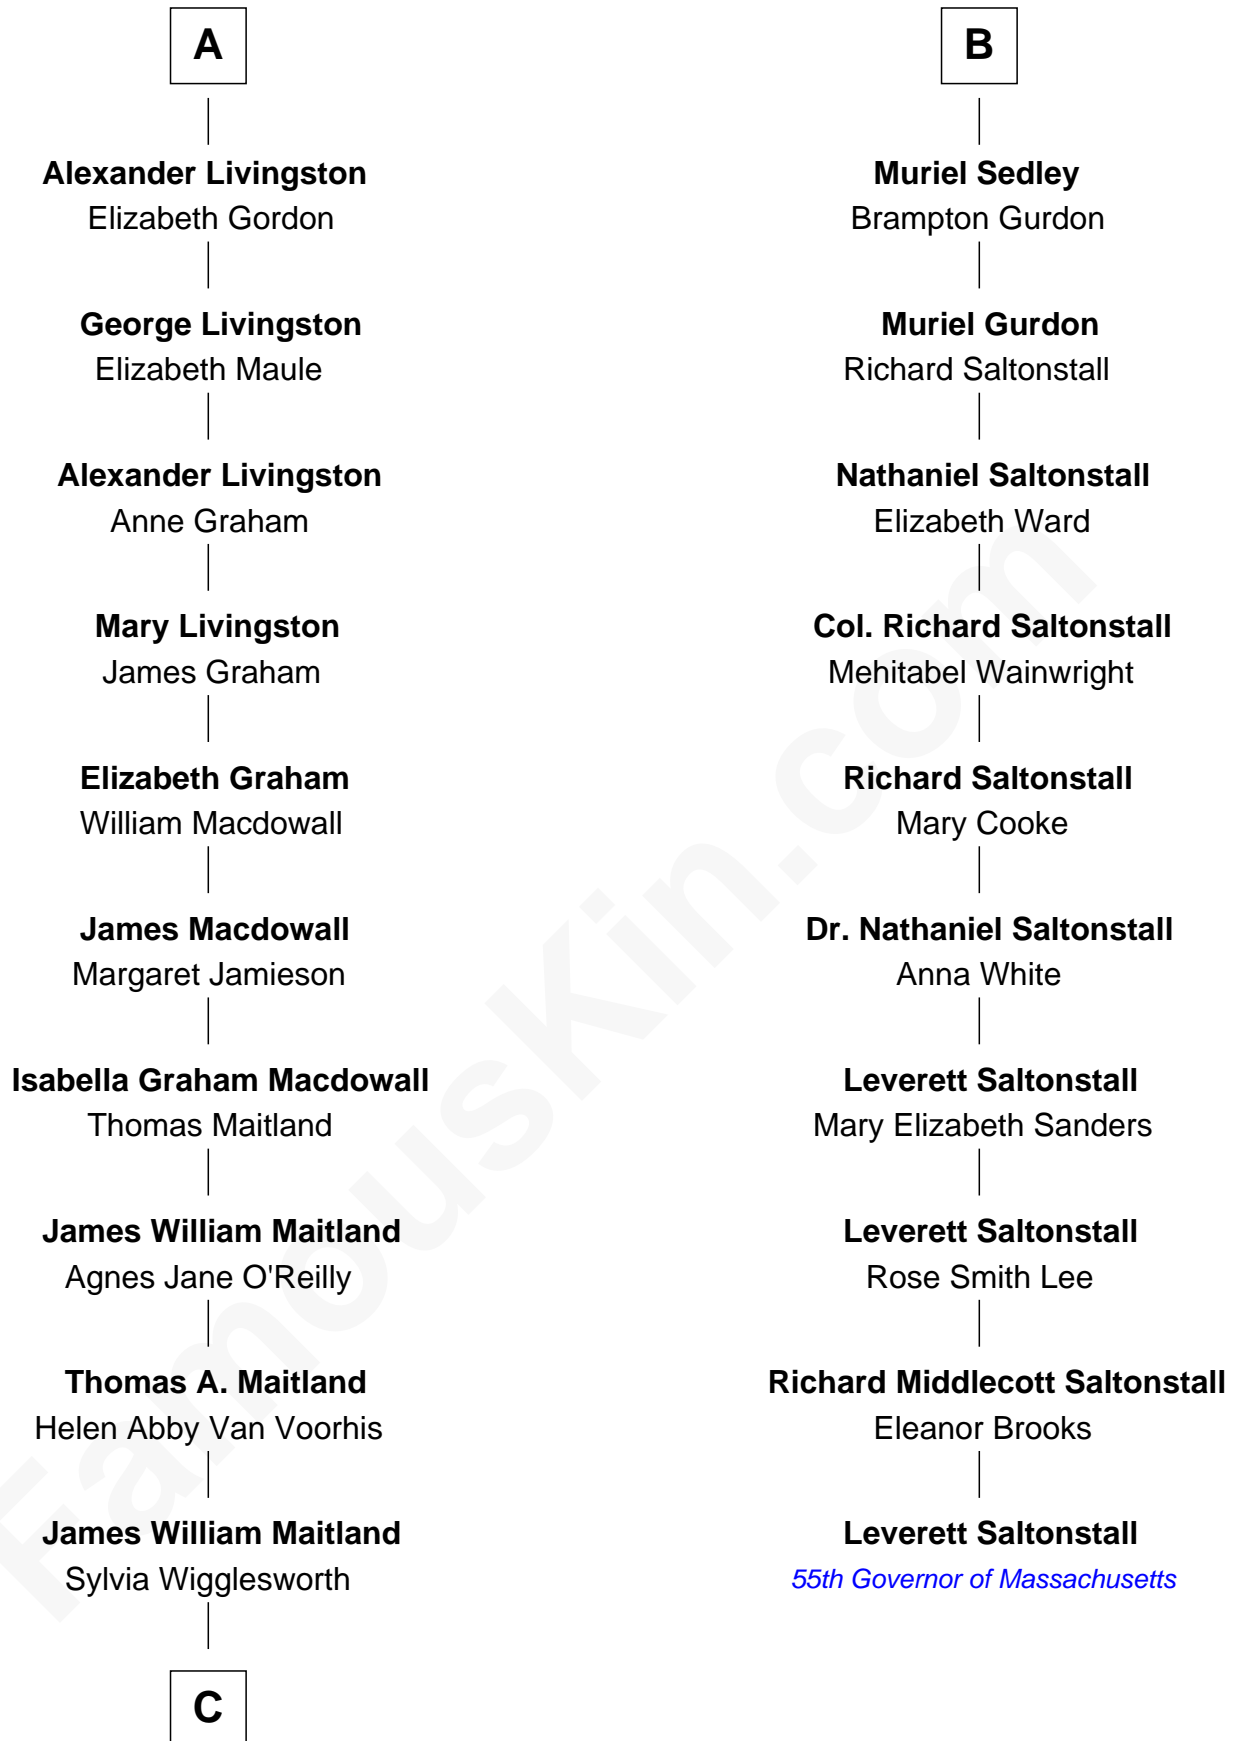 A
Alexander Livingston
Elizabeth Gordon
George Livingston
Elizabeth Maule
Alexander Livingston
Anne Graham
Mary Livingston
James Graham
Elizabeth Graham
William Macdowall
James Macdowall
Margaret Jamieson
Isabella Graham Macdowall
Thomas Maitland
James William Maitland
Agnes Jane O'Reilly
Thomas A. Maitland
Helen Abby Van Voorhis
James William Maitland
Sylvia Wigglesworth
C
B
Muriel Sedley
Brampton Gurdon
Muriel Gurdon
Richard Saltonstall
Nathaniel Saltonstall
Elizabeth Ward
Col. Richard Saltonstall
Mehitabel Wainwright
Richard Saltonstall
Mary Cooke
Dr. Nathaniel Saltonstall
Anna White
Leverett Saltonstall
Mary Elizabeth Sanders
Leverett Saltonstall
Rose Smith Lee
Richard Middlecott Saltonstall
Eleanor Brooks
Leverett Saltonstall
55th Governor of Massachusetts
FamousKin.com